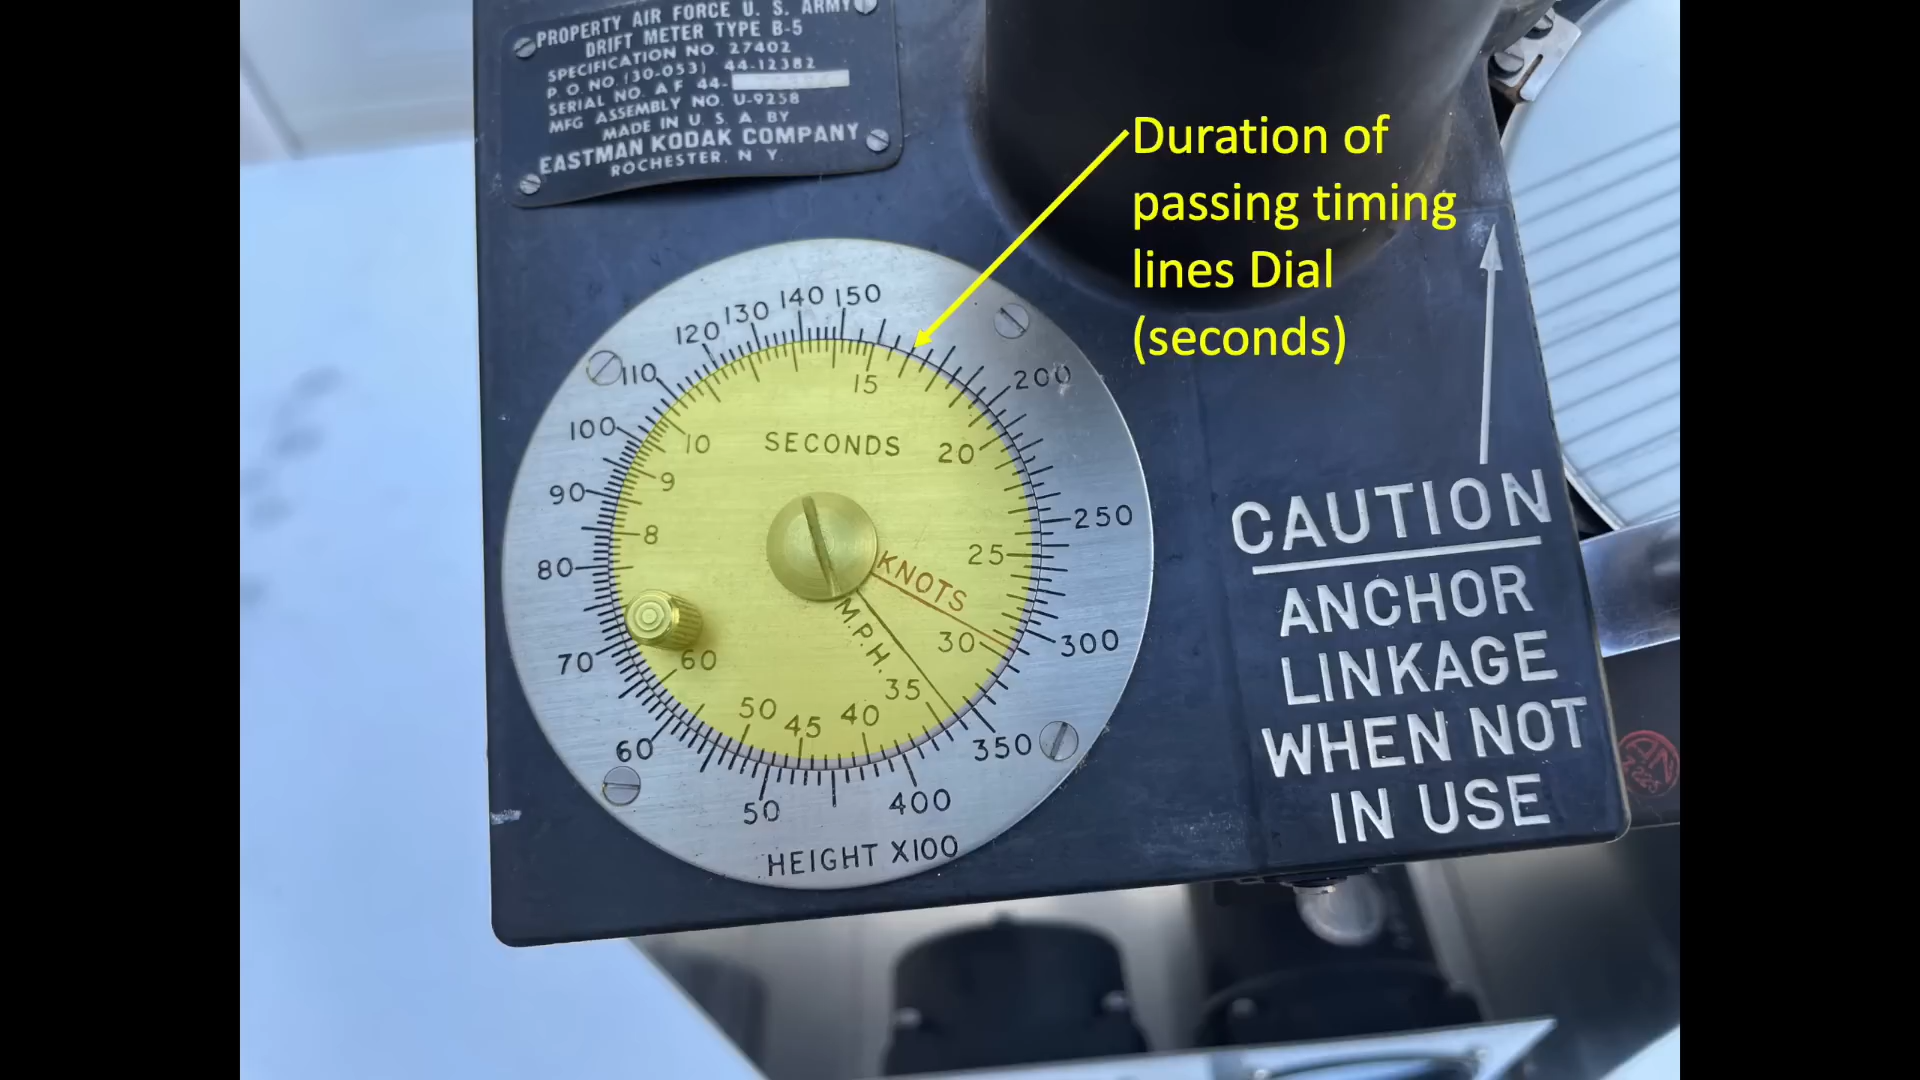 PROPERTY AIR FORCE U. S. ARMY
DRIFT METER TYPE B-5
SPECIFICATION NO. 27402
P O NO. (30-053) 44-12382
SERIAL NO. A F 44-
MFG ASSEMBLY NO. U-9258
MADE IN U. S. A. BY
EASTMAN KODAK COMPANY
ROCHESTER, N Y.
Duration of
passing timing
lines Dial
(seconds)
50
60
70
80
90
100
110
120
130
140
150
200
250
300
350
400
HEIGHT X100
SECONDS
8
9
10
15
20
25
30
35
40
45
50
60
KNOTS
M.P.H.
CAUTION
ANCHOR
LINKAGE
WHEN NOT
IN USE